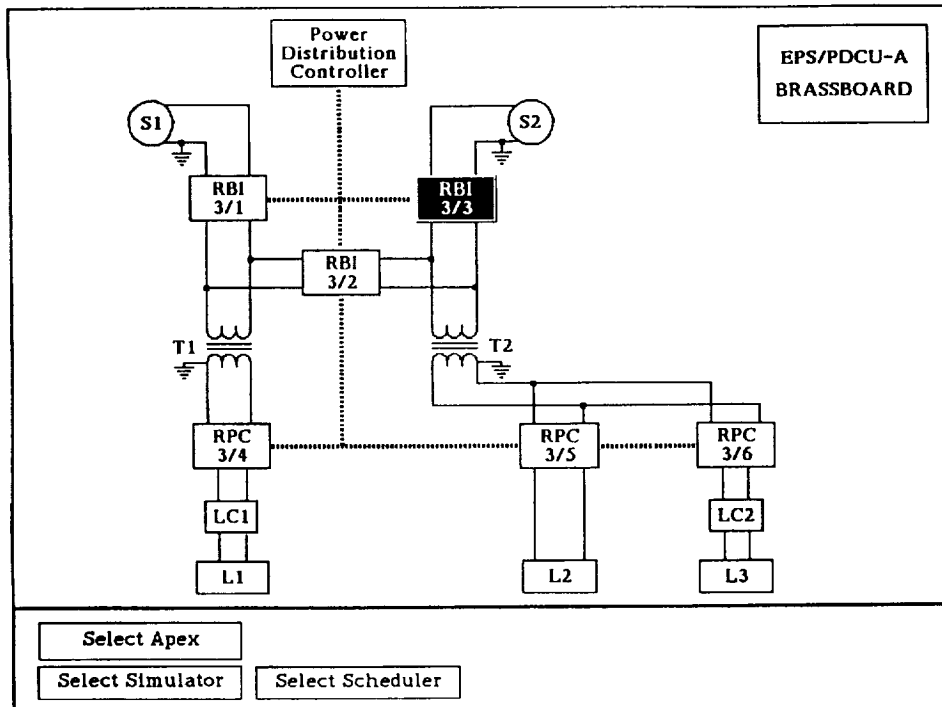 Power
Distribution
Controller
EPS/PDCU-A
BRASSBOARD
S1
S2
RBI
3/1
RBI
3/3
RBI
3/2
T1
T2
RPC
3/4
RPC
3/5
RPC
3/6
LC1
LC2
L1
L2
L3
Select Apex
Select Simulator
Select Scheduler